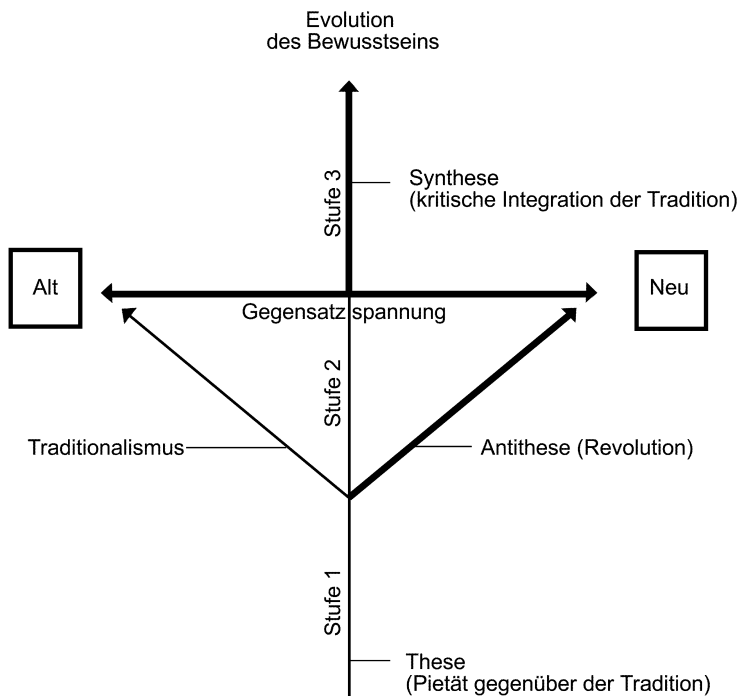 Evolution
des Bewusstseins
Stufe 3
Synthese
(kritische Integration der Tradition)
Alt
Neu
Gegensatzspannung
Stufe 2
Traditionalismus
Antithese (Revolution)
Stufe 1
These
(Pietät gegenüber der Tradition)